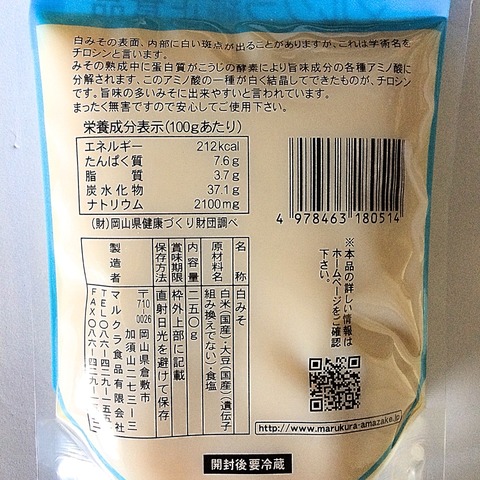 白みその表面、内部に白い斑点が出ることがありますが、これは学術名を
チロシンと言います。
みその熟成中に蛋白質がこうじの酵素により旨味成分の各種アミノ酸に
分解されます、このアミノ酸の一種が白く結晶してできたものが、チロシン
です。旨味の多いみそに出来やすいと言われています。
まったく無害ですので安心してご使用下さい。
栄養成分表示(100gあたり)
エネルギー 212kcal
たんぱく質 7.6g
脂質 3.7g
炭水化物 37.1g
ナトリウム 2100mg
(財)岡山県健康づくり財団調べ
4 978463 180514
※本品の詳しい情報は
ホームページをご確認
下さい。
名称 白みそ
原材料名 白米(国産)・大豆(国産)(遺伝子
組み換えでない)・食塩
内容量 二五〇g
賞味期限 枠外上部に記載
保存方法 直射日光を避けて保存
製造者 〒710-0026 岡山県倉敷市
加須山二七三-三
マルクラ食品有限会社
TEL〇八六-四二九-一五五
FAX〇八六-四二九-一
http://www.marukura-amazake.jp
開封後要冷蔵